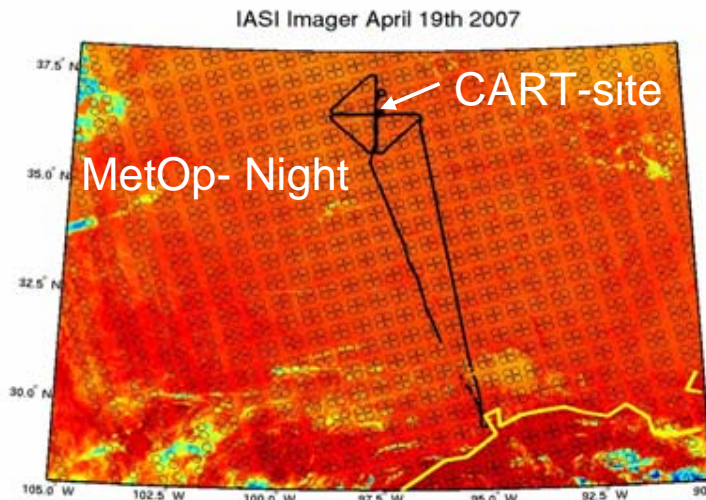 IASI Imager April 19th 2007
37.5° N
CART-site
35.0° N
MetOp- Night
32.5° N
30.0° N
105.0° W
102.5° W
100.0° W
97.5° W
95.0° W
92.5° W
90